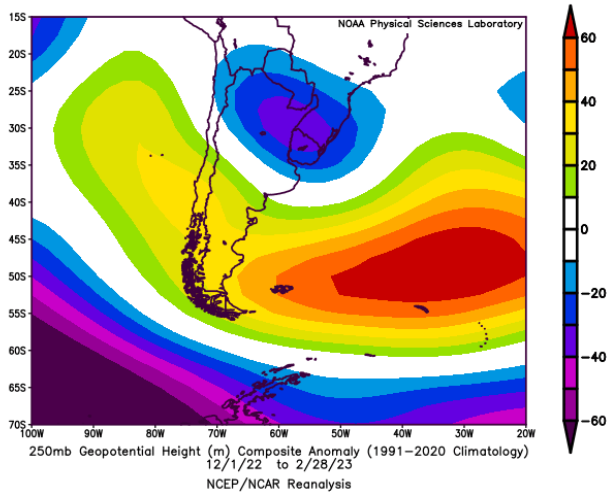 NOAA Physical Sciences Laboratory
15S
20S
25S
30S
35S
40S
45S
50S
55S
60S
65S
70S
100W 90W 80W 70W 60W 50W 40W 30W 20W
60
40
20
0
−20
−40
−60
250mb Geopotential Height (m) Composite Anomaly (1991-2020 Climatology)
12/1/22 to 2/28/23
NCEP/NCAR Reanalysis